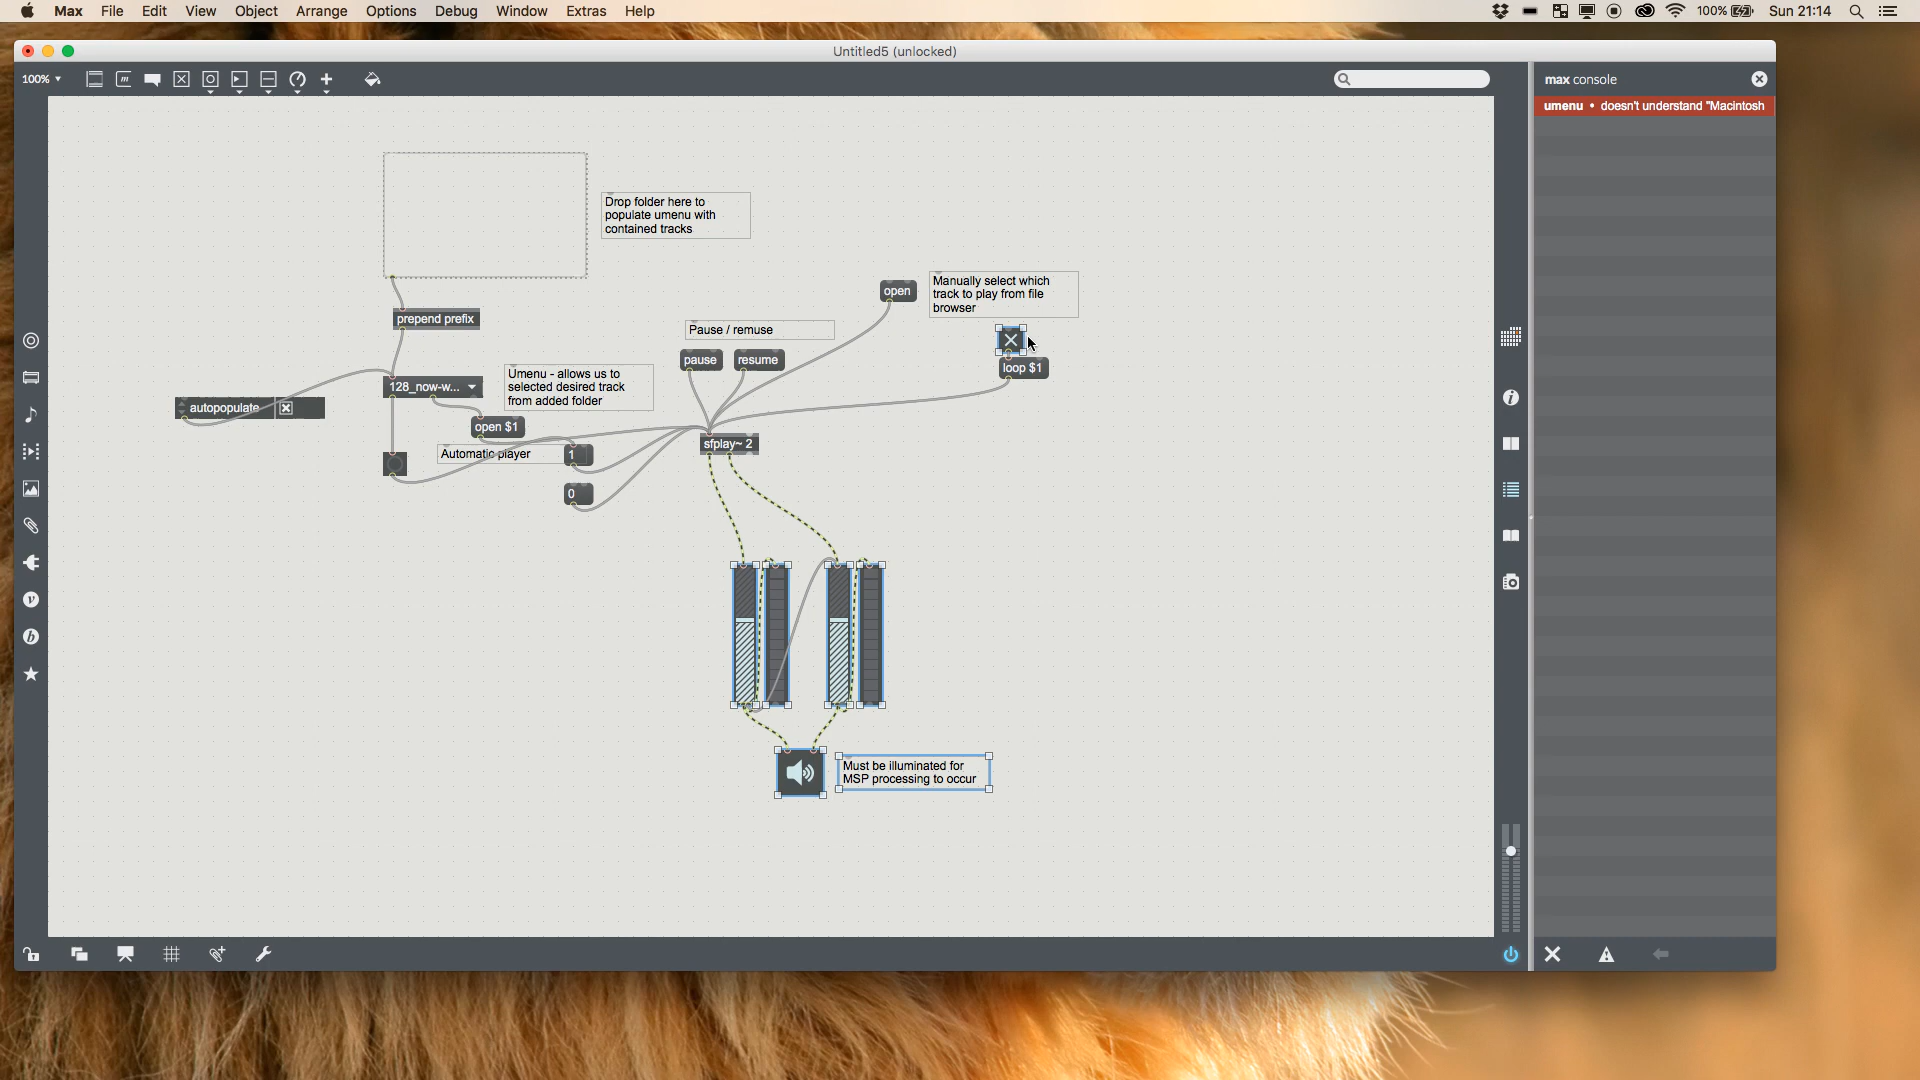 Max File Edit View Object Arrange Options Debug Window Extras Help
100% Sun 21:14
Untitled5 (unlocked)
100%
max console
umenu • doesn't understand "Macintosh
Drop folder here to
populate umenu with
contained tracks
open
Manually select which
track to play from file
browser
prepend prefix
Pause / remuse
pause
resume
loop $1
128_now-w...
Umenu - allows us to
selected desired track
from added folder
autopopulate
open $1
sfplay~ 2
Automatic player
1
0
Must be illuminated for
MSP processing to occur